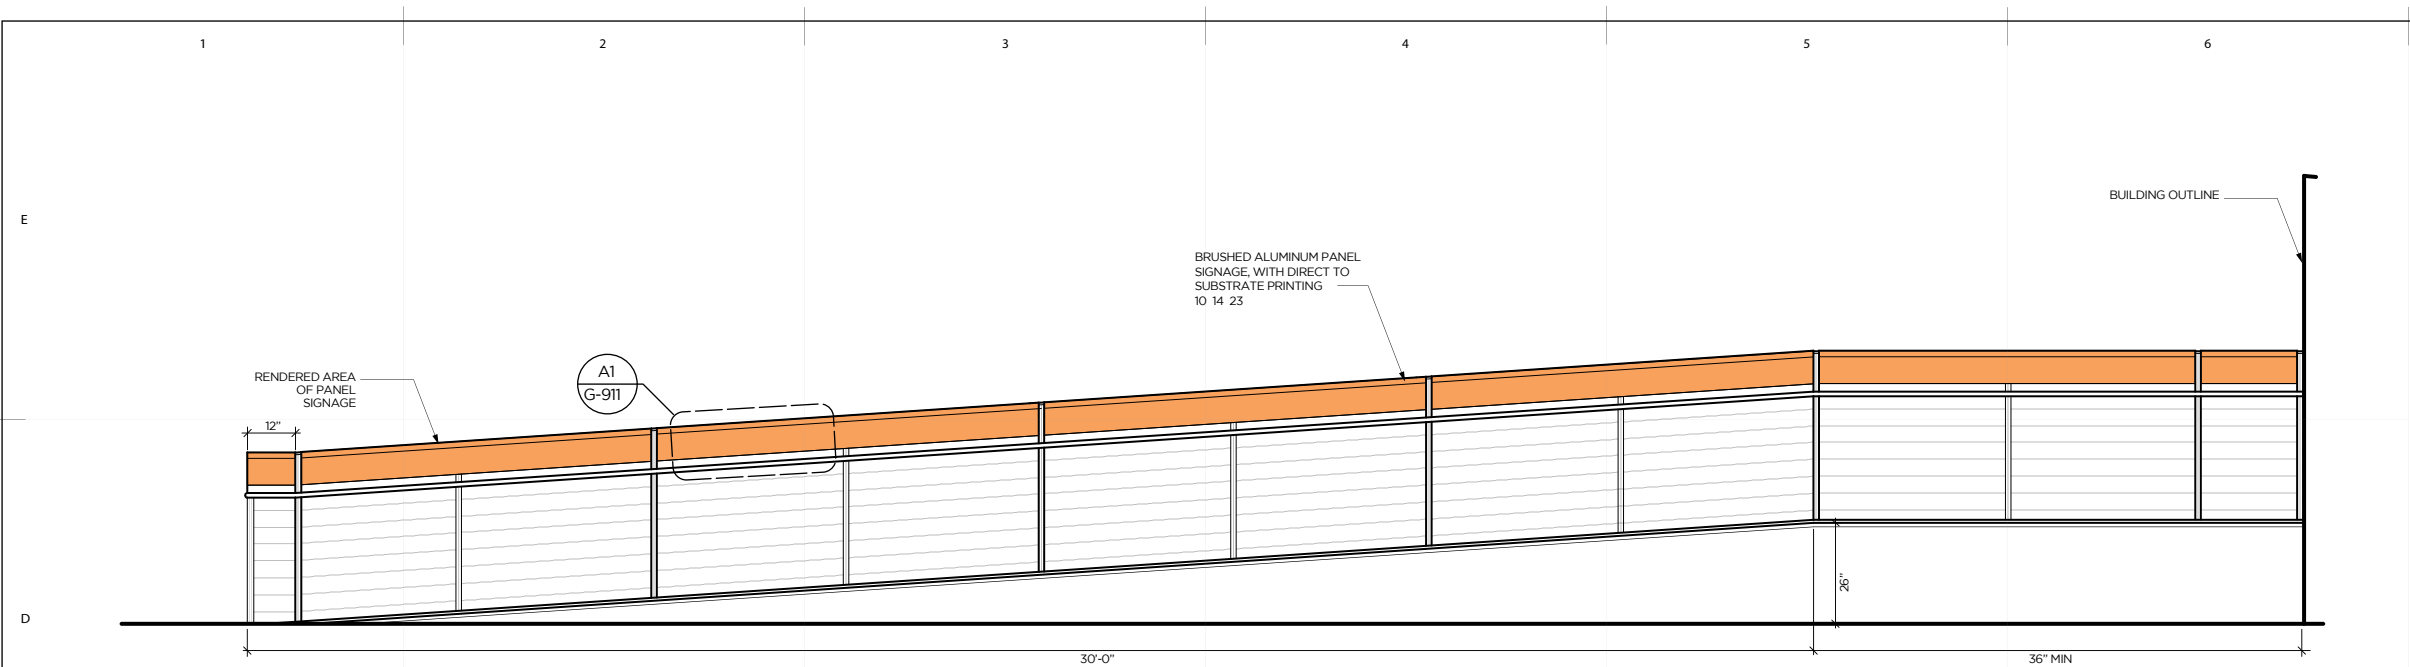 1
2
3
4
5
6
E
BUILDING OUTLINE
BRUSHED ALUMINUM PANEL
SIGNAGE, WITH DIRECT TO
SUBSTRATE PRINTING
10 14 23
A1
G-911
RENDERED AREA
OF PANEL
SIGNAGE
12"
26"
D
30'-0"
36" MIN